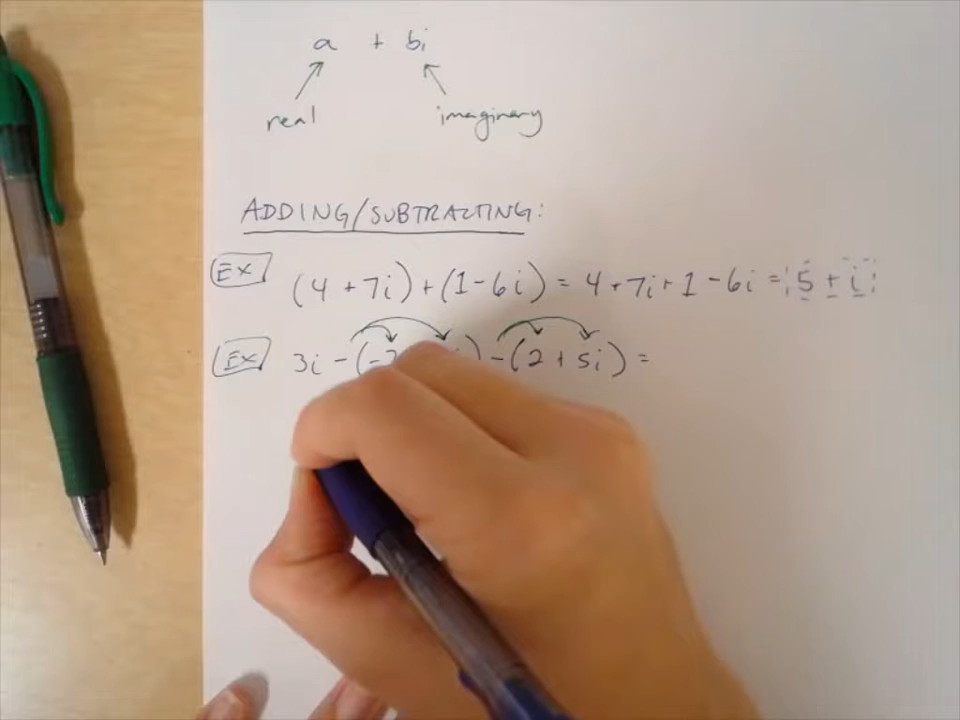 a + bi
real imaginary
ADDING/SUBTRACTING:
EX (4 + 7i) + (1 - 6i) = 4 + 7i + 1 - 6i = 5 + i
EX 3i - (-2 i) - (2 + 5i) =